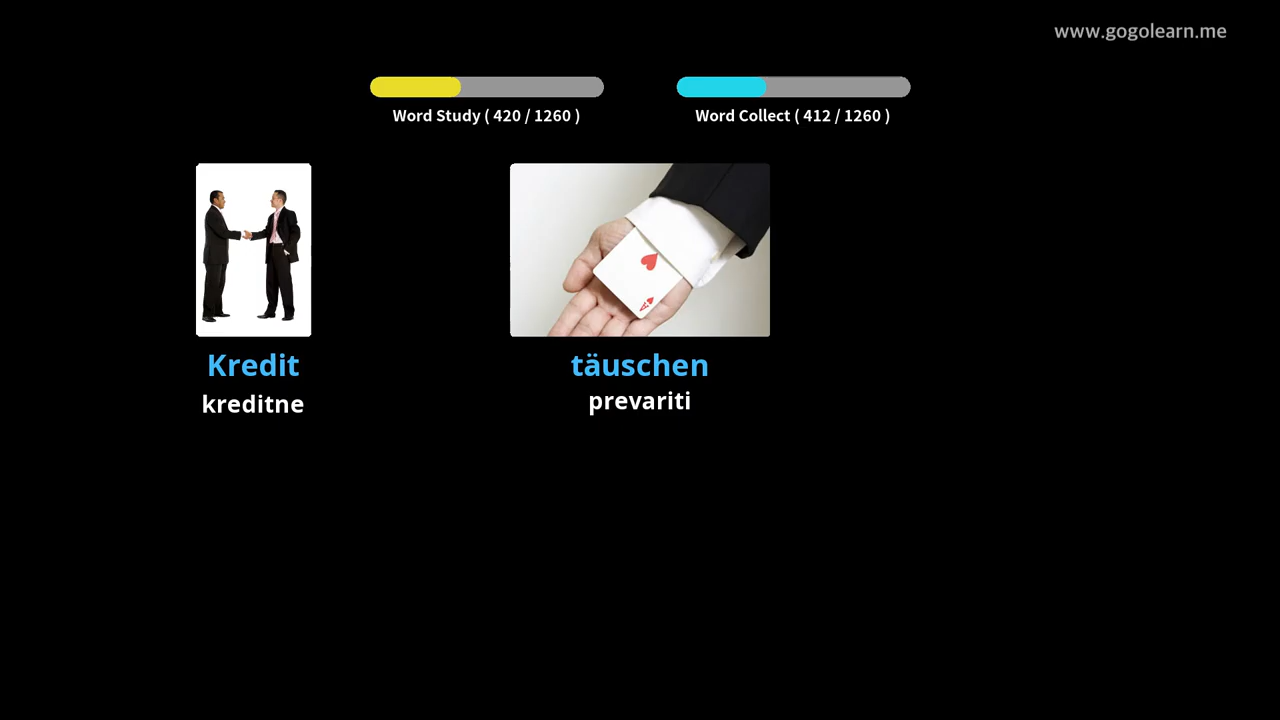 www.gogolearn.me
Word Study ( 420 / 1260 )
Word Collect ( 412 / 1260 )
Kredit
kreditne
täuschen
prevariti